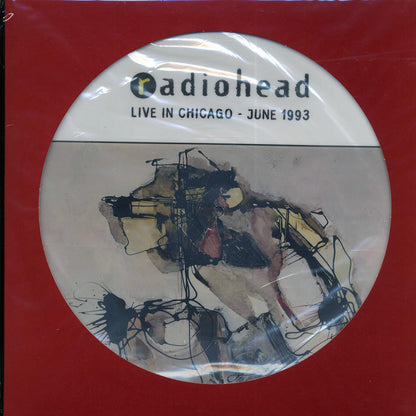 radiohead
LIVE IN CHICAGO - JUNE 1993